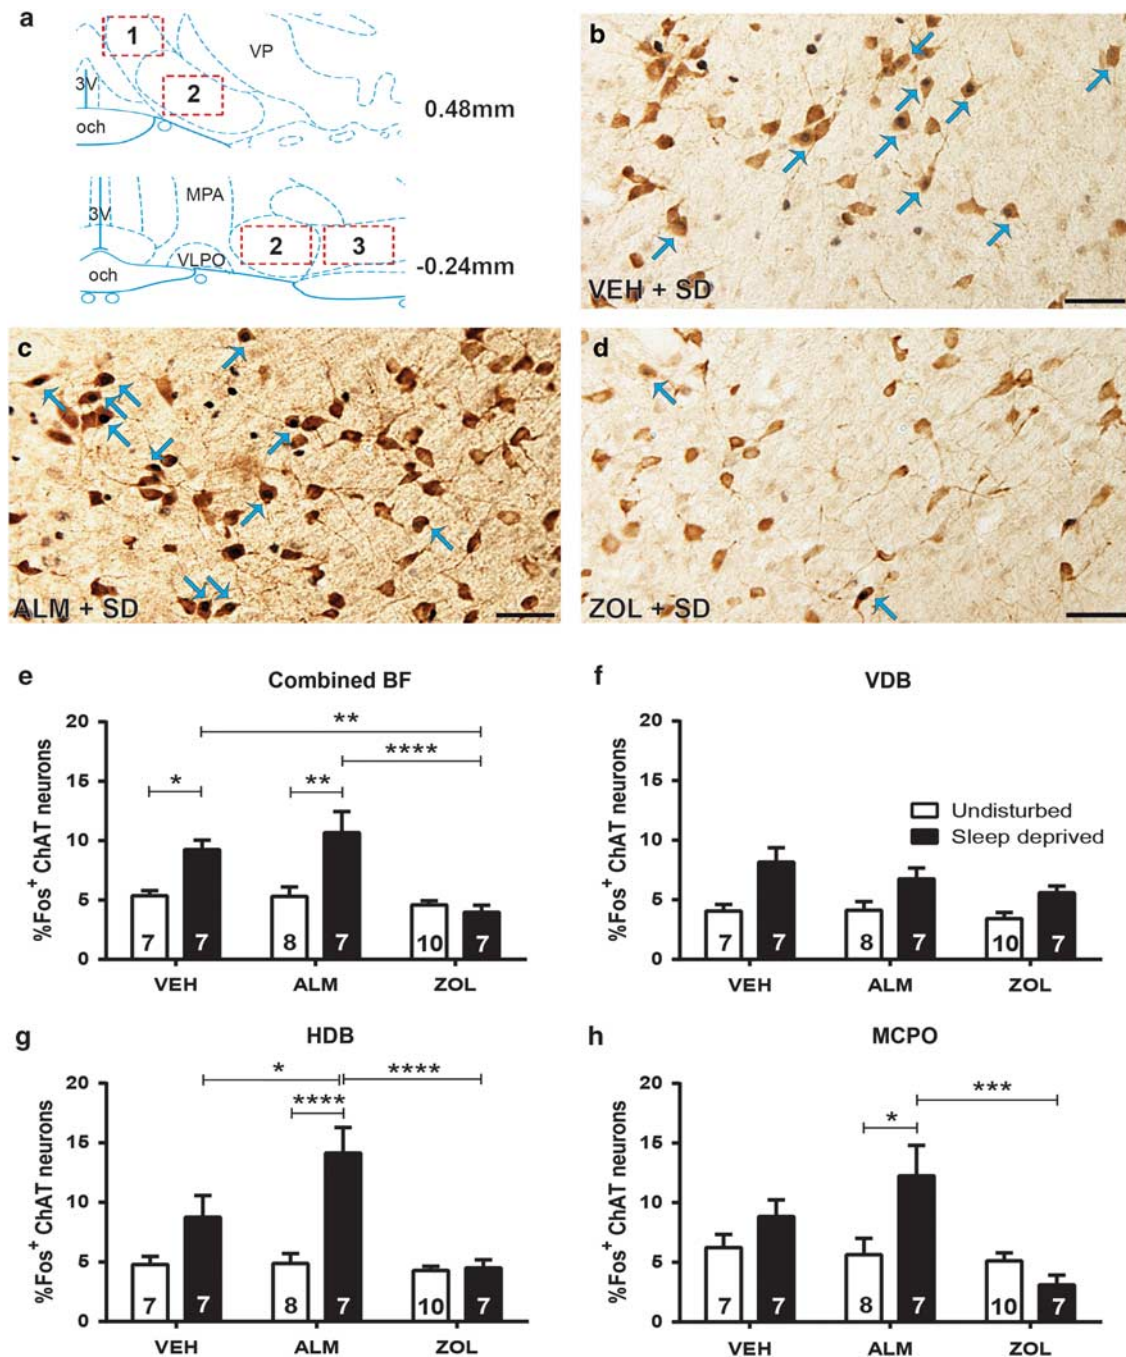 a
1
VP
3V
2
och
0.48mm
MPA
3V
2
3
VLPO
och
-0.24mm
b
VEH + SD
c
ALM + SD
d
ZOL + SD
e
Combined BF
%Fos+ ChAT neurons
20
15
10
5
0
**
****
*
**
7
7
8
7
10
7
VEH
ALM
ZOL
f
VDB
%Fos+ ChAT neurons
20
15
10
5
0
Undisturbed
Sleep deprived
7
7
8
7
10
7
VEH
ALM
ZOL
g
HDB
%Fos+ ChAT neurons
20
15
10
5
0
*
****
****
7
7
8
7
10
7
VEH
ALM
ZOL
h
MCPO
%Fos+ ChAT neurons
20
15
10
5
0
***
*
7
7
8
7
10
7
VEH
ALM
ZOL